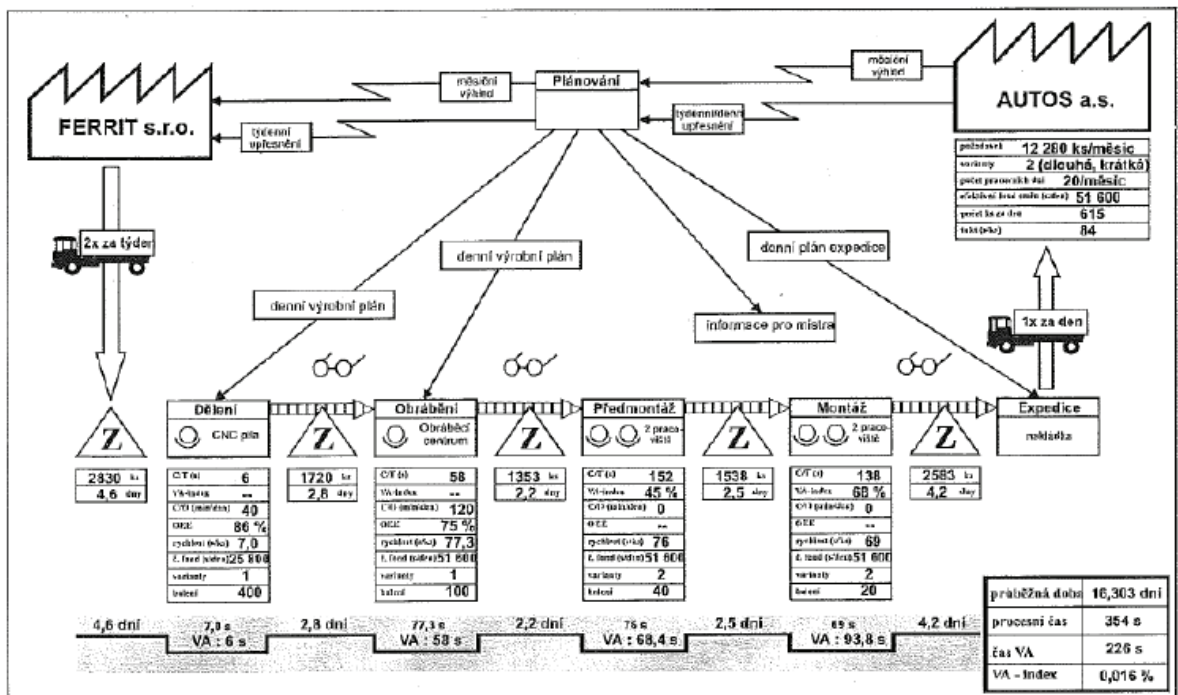 FERRIT s.r.o.
měsíční
výhled
týdenní
upřesnění
Plánování
měsíční
výhled
týdenní/denní
upřesnění
AUTOS a.s.
požadavek 12 280 ks/měsíc
varianty 2 (dlouhá, krátká)
počet pracovních dní 20/měsíc
51 600
počet ks za den 615
takt (s/ks) 84
2x za týden
1x za den
denní výrobní plán
denní výrobní plán
informace pro mistra
denní plán expedice
Z
2830 ks
4,6 dny
Dělení
CNC pila
C/T (s) 6
VA-index --
C/O (min/den) 40
OEE 86 %
rychlost (s/ks) 7,0
č. fond (s/den) 25 800
varianty 1
balení 400
Z
1720 ks
2,8 dny
Obrábění
Obráběcí
centrum
C/T (s) 58
VA-index --
C/O (min/den) 120
OEE 75 %
rychlost (s/ks) 77,3
č. fond (s/den) 51 600
varianty 1
balení 100
Z
1353 ks
2,2 dny
Předmontáž
2 praco-
viště
C/T (s) 152
VA-index 45 %
C/O (min/den) 0
OEE --
rychlost (s/ks) 76
č. fond (s/den) 51 600
varianty 2
balení 40
Z
1538 ks
2,5 dny
Montáž
2 praco-
viště
C/T (s) 138
VA-index 68 %
C/O (min/den) 0
OEE --
rychlost (s/ks) 69
č. fond (s/den) 51 600
varianty 2
balení 20
Z
2583 ks
4,2 dny
Expedice
nakládka
4,6 dní
7,0 s
VA : 6 s
2,8 dní
77,3 s
VA : 58 s
2,2 dní
76 s
VA : 68,4 s
2,5 dní
69 s
VA : 93,8 s
4,2 dní
průběžná doba 16,303 dní
procesní čas 354 s
čas VA 226 s
VA - index 0,016 %